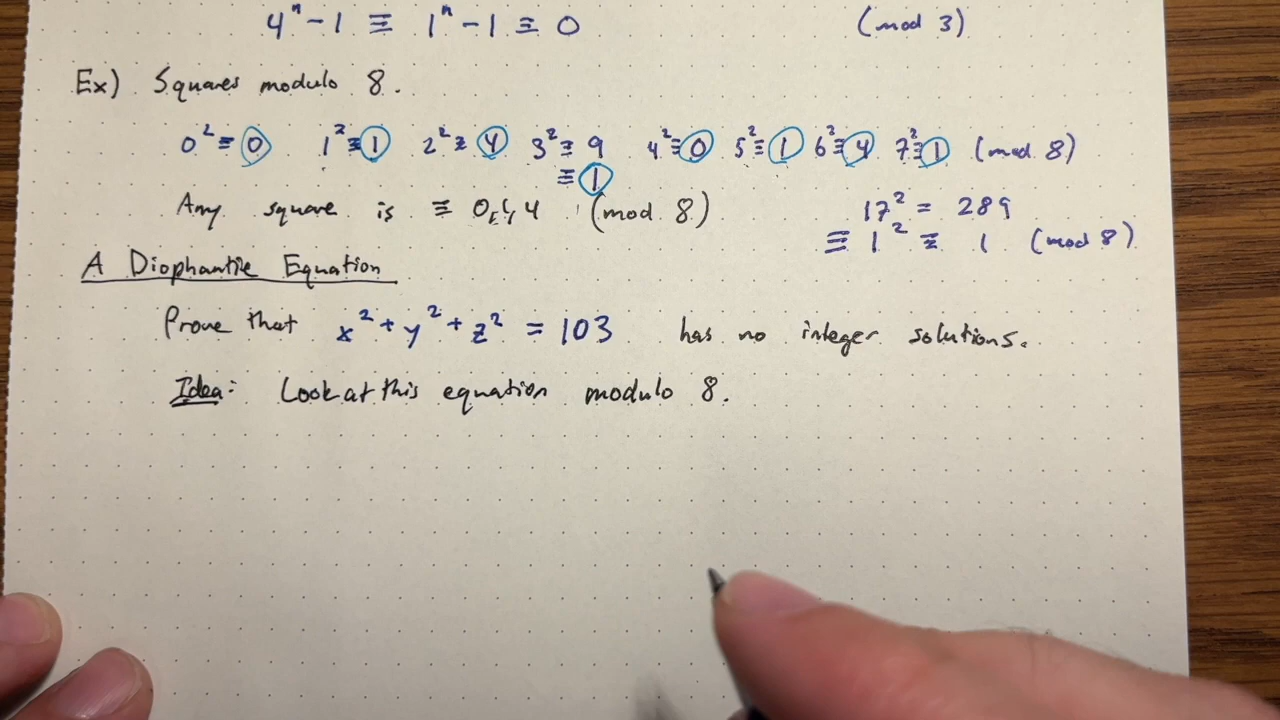 4ⁿ - 1 ≡ 1ⁿ - 1 ≡ 0 (mod 3)
Ex) Squares modulo 8.
0² ≡ 0 1² ≡ 1 2² ≡ 4 3² ≡ 9 4² ≡ 0 5² ≡ 1 6² ≡ 4 7² ≡ 1 (mod 8)
≡ 1
Any square is ≡ 0, 1, 4 (mod 8)
17² = 289
≡ 1² ≡ 1 (mod 8)
A Diophantine Equation
Prove that x² + y² + z² = 103 has no integer solutions.
Idea: Look at this equation modulo 8.